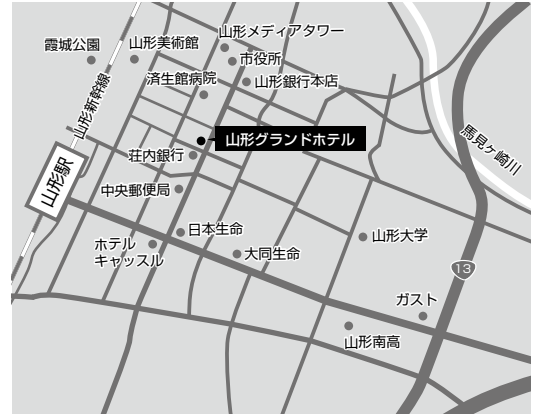 山形メディアタワー
霞城公園
山形美術館
市役所
済生館病院
山形銀行本店
山形新幹線
山形グランドホテル
馬見ヶ崎川
荘内銀行
山形駅
中央郵便局
日本生命
山形大学
ホテル
キャッスル
大同生命
13
ガスト
山形南高